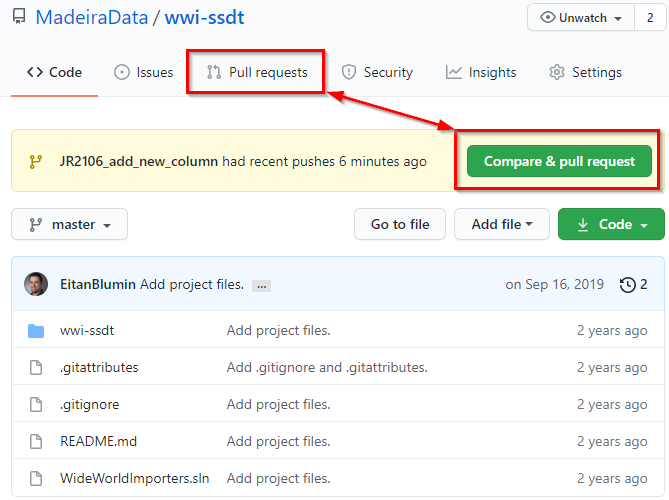 MadeiraData / wwi-ssdt
Unwatch 2
Code Issues Pull requests Security Insights Settings
JR2106_add_new_column had recent pushes 6 minutes ago Compare & pull request
master Go to file Add file Code
EitanBlumin Add project files. ... on Sep 16, 2019 2
wwi-ssdt Add project files. 2 years ago
.gitattributes Add .gitignore and .gitattributes. 2 years ago
.gitignore Add project files. 2 years ago
README.md Add project files. 2 years ago
WideWorldImporters.sln Add project files. 2 years ago